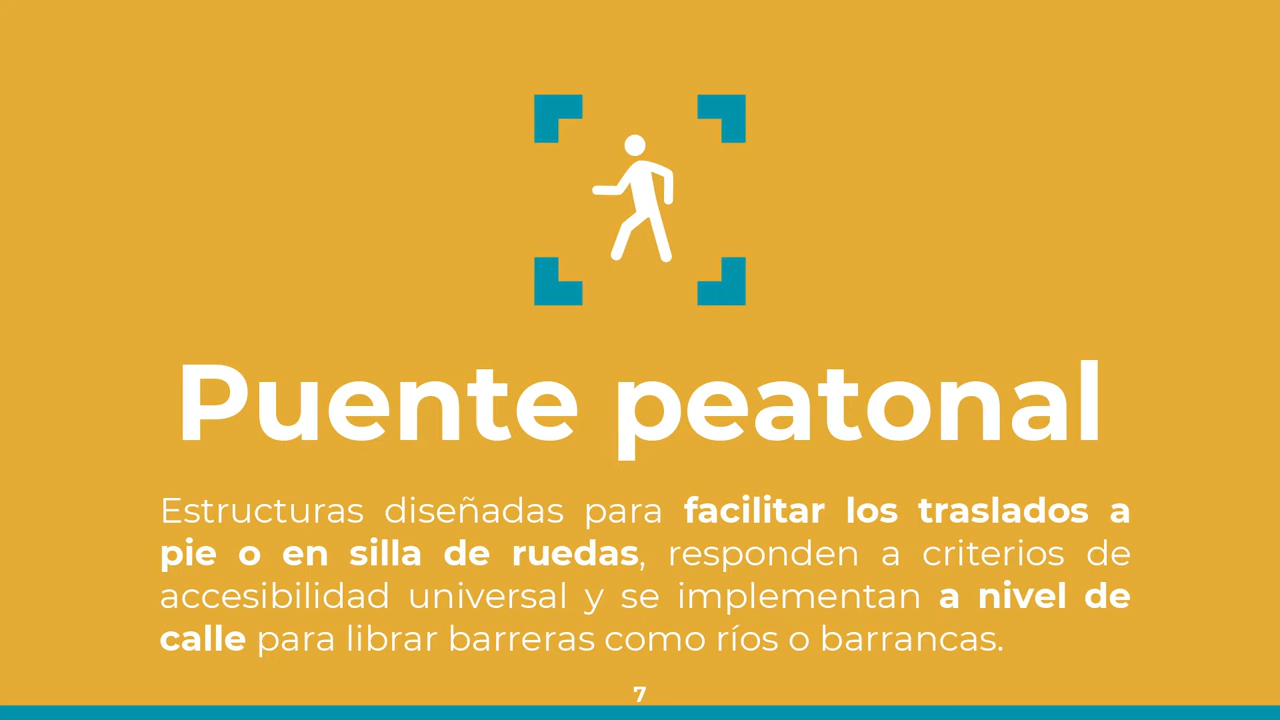 Puente peatonal
Estructuras diseñadas para facilitar los traslados a
pie o en silla de ruedas, responden a criterios de
accesibilidad universal y se implementan a nivel de
calle para librar barreras como ríos o barrancas.
7